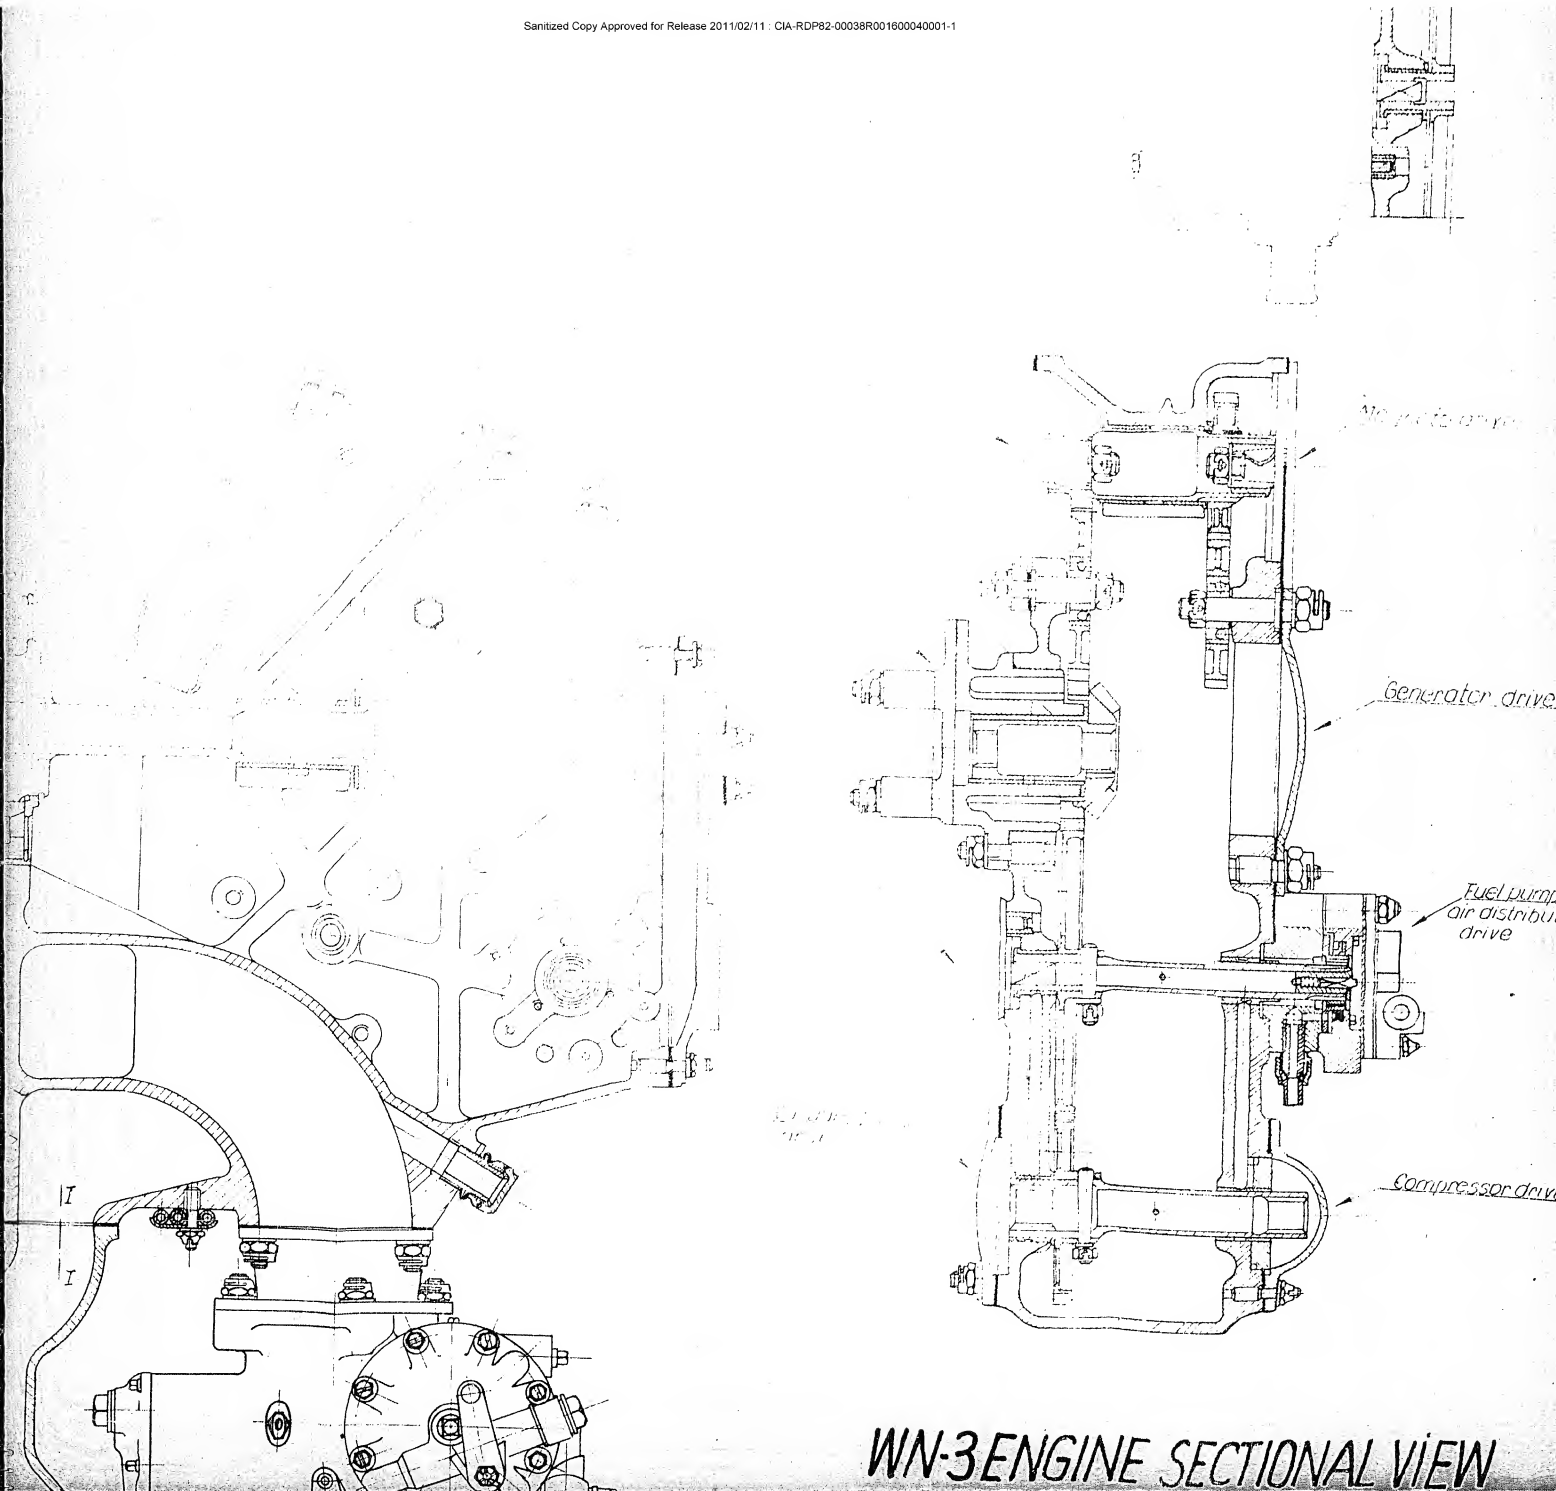 Sanitized Copy Approved for Release 2011/02/11 : CIA-RDP82-00038R001600040001-1
Generator drive
Fuel pump
air distribu
drive
Compressor driv
I
I
WN-3 ENGINE SECTIONAL VIEW